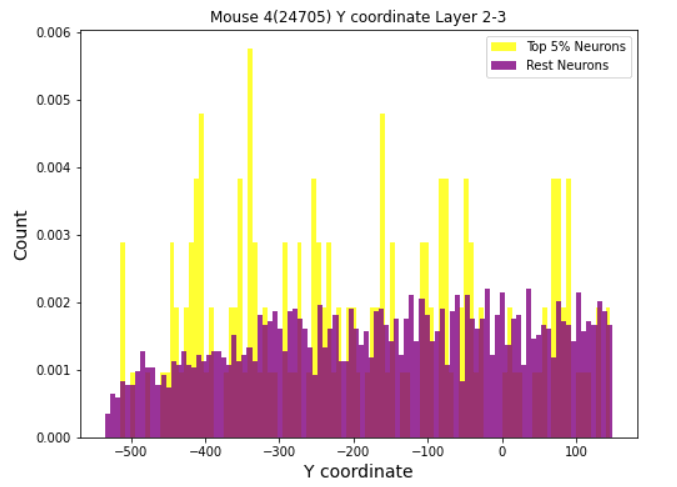 Mouse 4(24705) Y coordinate Layer 2-3
Top 5% Neurons
Rest Neurons
Count
0.006
0.005
0.004
0.003
0.002
0.001
0.000
−500 −400 −300 −200 −100 0 100
Y coordinate